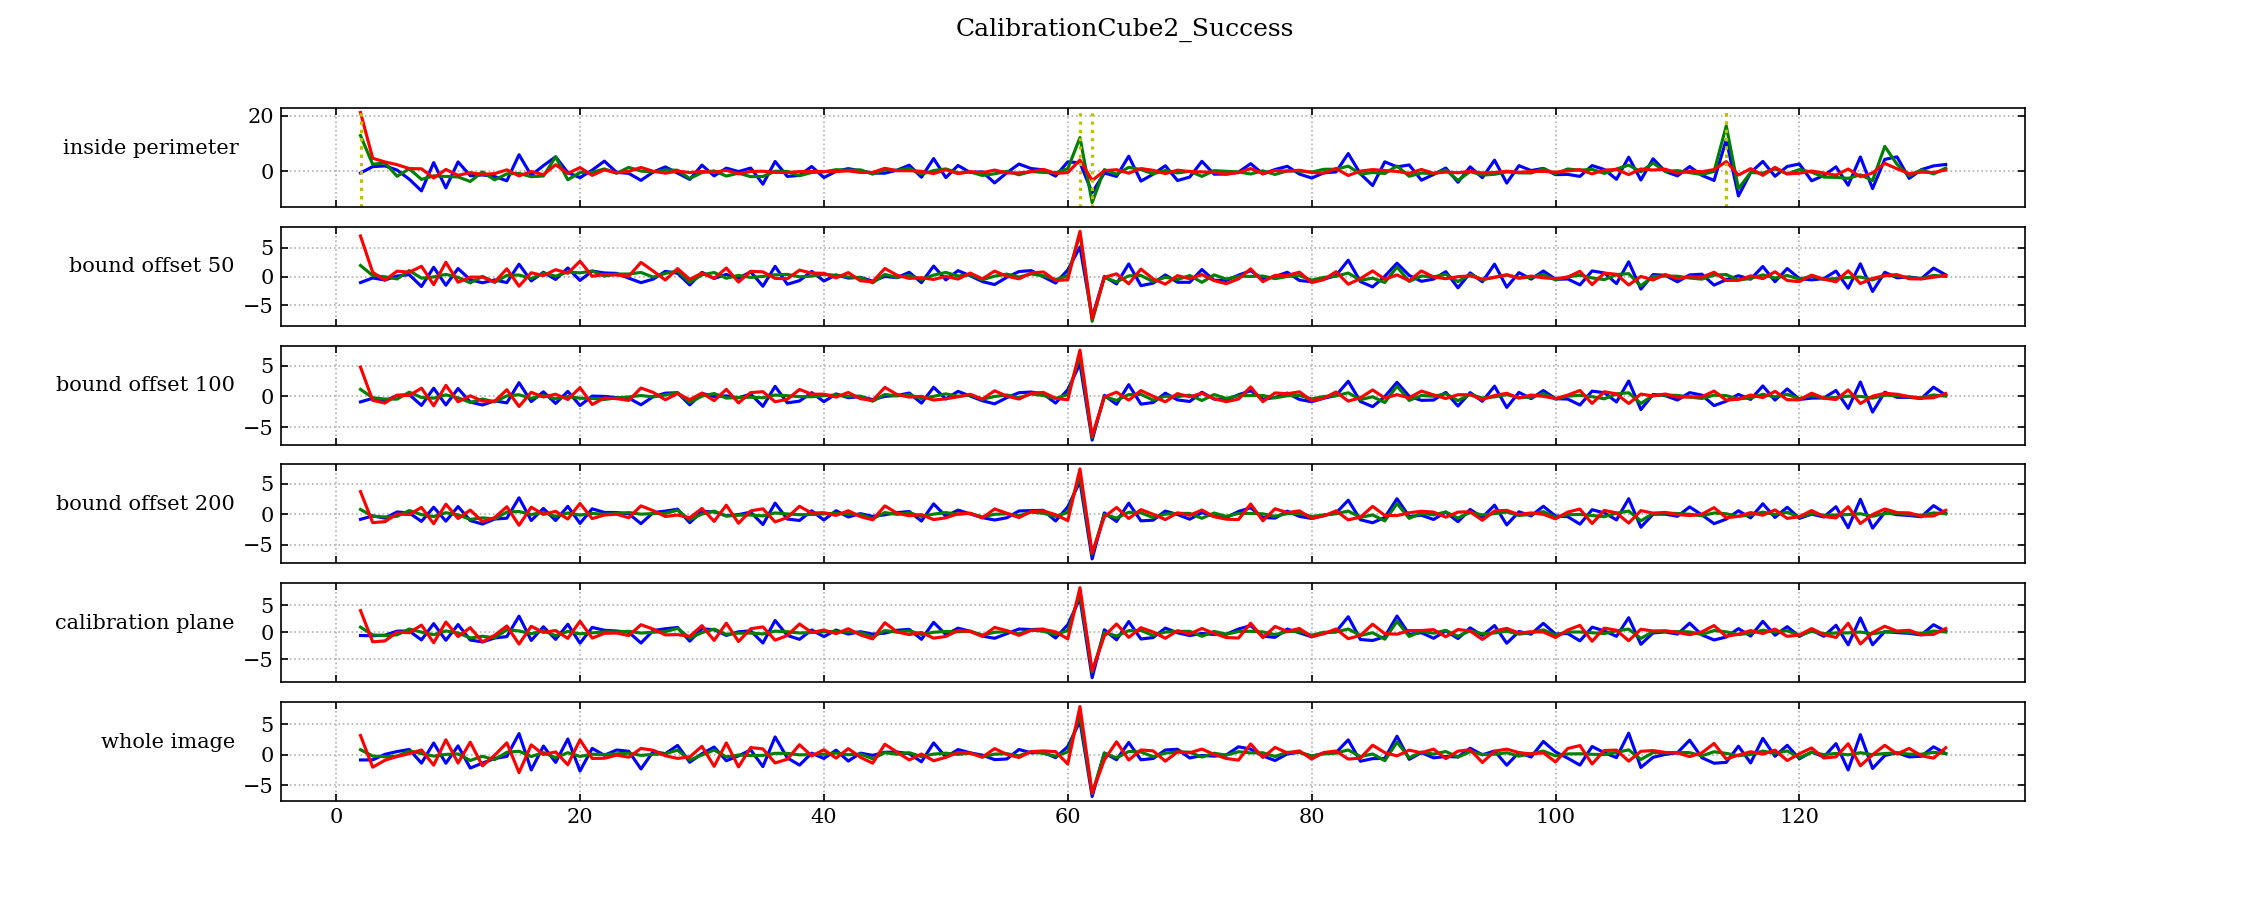 CalibrationCube2_Success
inside perimeter
20
0
bound offset 50
5
0
−5
bound offset 100
5
0
−5
bound offset 200
5
0
−5
calibration plane
5
0
−5
whole image
5
0
−5
0 20 40 60 80 100 120